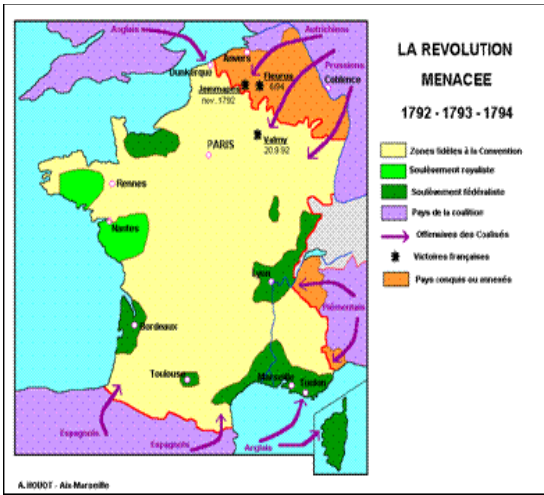 LA REVOLUTION
MENACEE
1792 - 1793 - 1794
Zones fidèles à la Convention
Soulèvement royaliste
Soulèvement fédéraliste
Pays de la coalition
Offensives des Coalisés
Victoires françaises
Pays conquis ou annexés
Anglais
Autrichiens
Anvers
Prussiens
Dunkerque
Fleurus
6/94
Coblence
Jemmapes
nov. 1792
Valmy
20.9.92
PARIS
Rennes
Nantes
Lyon
Piémontais
Bordeaux
Toulouse
Marseille
Toulon
Espagnols
Espagnols
Anglais
A. HOUOT - Aix-Marseille